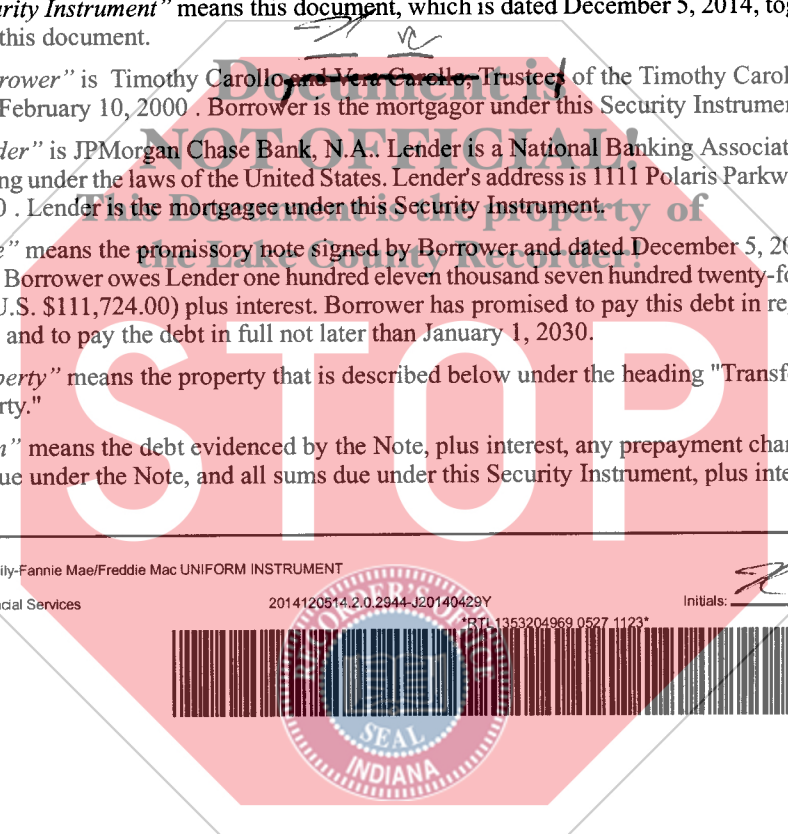 urity Instrument” means this document, which is dated December 5, 2014, tog
this document.
rower” is Timothy Carollo, and Vera Carollo, Trustees of the Timothy Caroll
February 10, 2000 . Borrower is the mortgagor under this Security Instrumen
der” is JPMorgan Chase Bank, N.A.. Lender is a National Banking Associat
ng under the laws of the United States. Lender's address is 1111 Polaris Parkw
0 . Lender is the mortgagee under this Security Instrument.
e” means the promissory note signed by Borrower and dated December 5, 20
Borrower owes Lender one hundred eleven thousand seven hundred twenty-fo
U.S. $111,724.00) plus interest. Borrower has promised to pay this debt in re
and to pay the debt in full not later than January 1, 2030.
perty” means the property that is described below under the heading "Transf
rty."
n” means the debt evidenced by the Note, plus interest, any prepayment char
ue under the Note, and all sums due under this Security Instrument, plus inte
Document is
NOT OFFICIAL!
This Document is the property of
the Lake County Recorder!
STOP
ily-Fannie Mae/Freddie Mac UNIFORM INSTRUMENT
cial Services
2014120514.2.0.2944-J20140429Y
Initials:
*RTL1353204969 0527 1123*
RECORDER'S OFFICE
SEAL
INDIANA